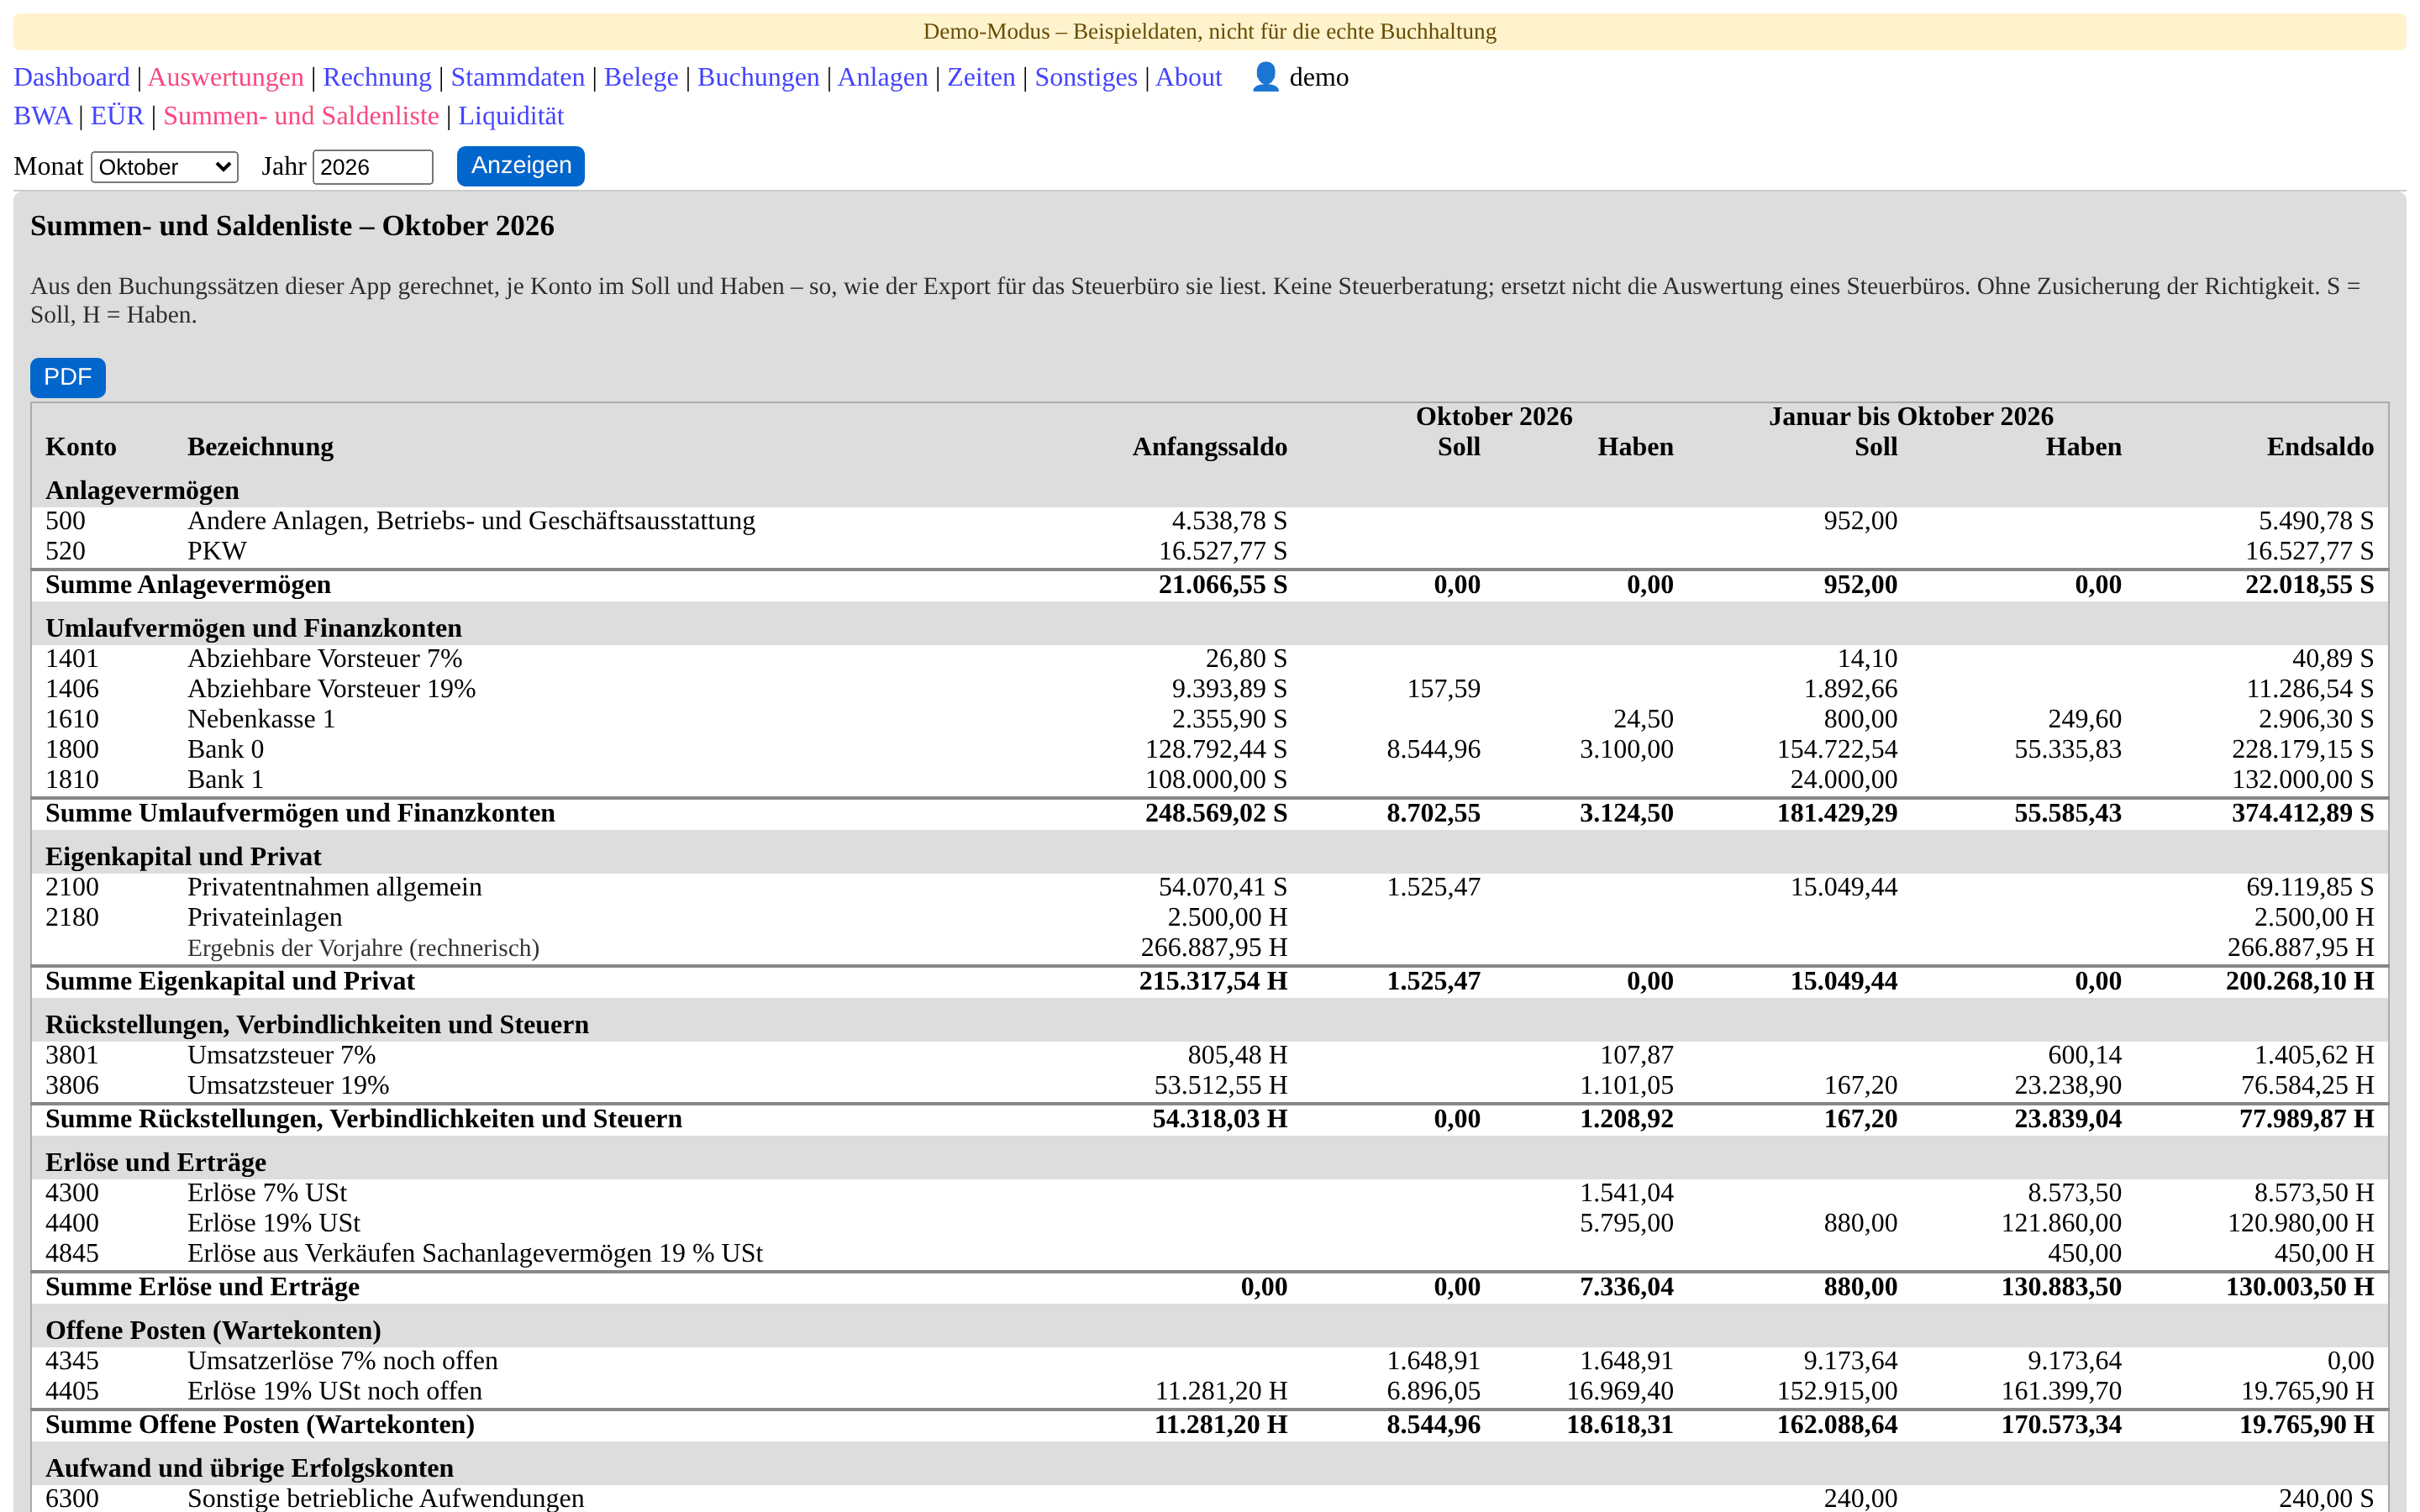 Demo-Modus – Beispieldaten, nicht für die echte Buchhaltung
Dashboard | Auswertungen | Rechnung | Stammdaten | Belege | Buchungen | Anlagen | Zeiten | Sonstiges | About 👤 demo
BWA | EÜR | Summen- und Saldenliste | Liquidität
Monat Oktober Jahr 2026 Anzeigen
Summen- und Saldenliste – Oktober 2026
Aus den Buchungssätzen dieser App gerechnet, je Konto im Soll und Haben – so, wie der Export für das Steuerbüro sie liest. Keine Steuerberatung; ersetzt nicht die Auswertung eines Steuerbüros. Ohne Zusicherung der Richtigkeit. S =
Soll, H = Haben.
PDF
Oktober 2026 Januar bis Oktober 2026
Konto Bezeichnung Anfangssaldo Soll Haben Soll Haben Endsaldo
Anlagevermögen
500 Andere Anlagen, Betriebs- und Geschäftsausstattung 4.538,78 S 952,00 5.490,78 S
520 PKW 16.527,77 S 16.527,77 S
Summe Anlagevermögen 21.066,55 S 0,00 0,00 952,00 0,00 22.018,55 S
Umlaufvermögen und Finanzkonten
1401 Abziehbare Vorsteuer 7% 26,80 S 14,10 40,89 S
1406 Abziehbare Vorsteuer 19% 9.393,89 S 157,59 1.892,66 11.286,54 S
1610 Nebenkasse 1 2.355,90 S 24,50 800,00 249,60 2.906,30 S
1800 Bank 0 128.792,44 S 8.544,96 3.100,00 154.722,54 55.335,83 228.179,15 S
1810 Bank 1 108.000,00 S 24.000,00 132.000,00 S
Summe Umlaufvermögen und Finanzkonten 248.569,02 S 8.702,55 3.124,50 181.429,29 55.585,43 374.412,89 S
Eigenkapital und Privat
2100 Privatentnahmen allgemein 54.070,41 S 1.525,47 15.049,44 69.119,85 S
2180 Privateinlagen 2.500,00 H 2.500,00 H
Ergebnis der Vorjahre (rechnerisch) 266.887,95 H 266.887,95 H
Summe Eigenkapital und Privat 215.317,54 H 1.525,47 0,00 15.049,44 0,00 200.268,10 H
Rückstellungen, Verbindlichkeiten und Steuern
3801 Umsatzsteuer 7% 805,48 H 107,87 600,14 1.405,62 H
3806 Umsatzsteuer 19% 53.512,55 H 1.101,05 167,20 23.238,90 76.584,25 H
Summe Rückstellungen, Verbindlichkeiten und Steuern 54.318,03 H 0,00 1.208,92 167,20 23.839,04 77.989,87 H
Erlöse und Erträge
4300 Erlöse 7% USt 1.541,04 8.573,50 8.573,50 H
4400 Erlöse 19% USt 5.795,00 880,00 121.860,00 120.980,00 H
4845 Erlöse aus Verkäufen Sachanlagevermögen 19 % USt 450,00 450,00 H
Summe Erlöse und Erträge 0,00 0,00 7.336,04 880,00 130.883,50 130.003,50 H
Offene Posten (Wartekonten)
4345 Umsatzerlöse 7% noch offen 1.648,91 1.648,91 9.173,64 9.173,64 0,00
4405 Erlöse 19% USt noch offen 11.281,20 H 6.896,05 16.969,40 152.915,00 161.399,70 19.765,90 H
Summe Offene Posten (Wartekonten) 11.281,20 H 8.544,96 18.618,31 162.088,64 170.573,34 19.765,90 H
Aufwand und übrige Erfolgskonten
6300 Sonstige betriebliche Aufwendungen 240,00 240,00 S